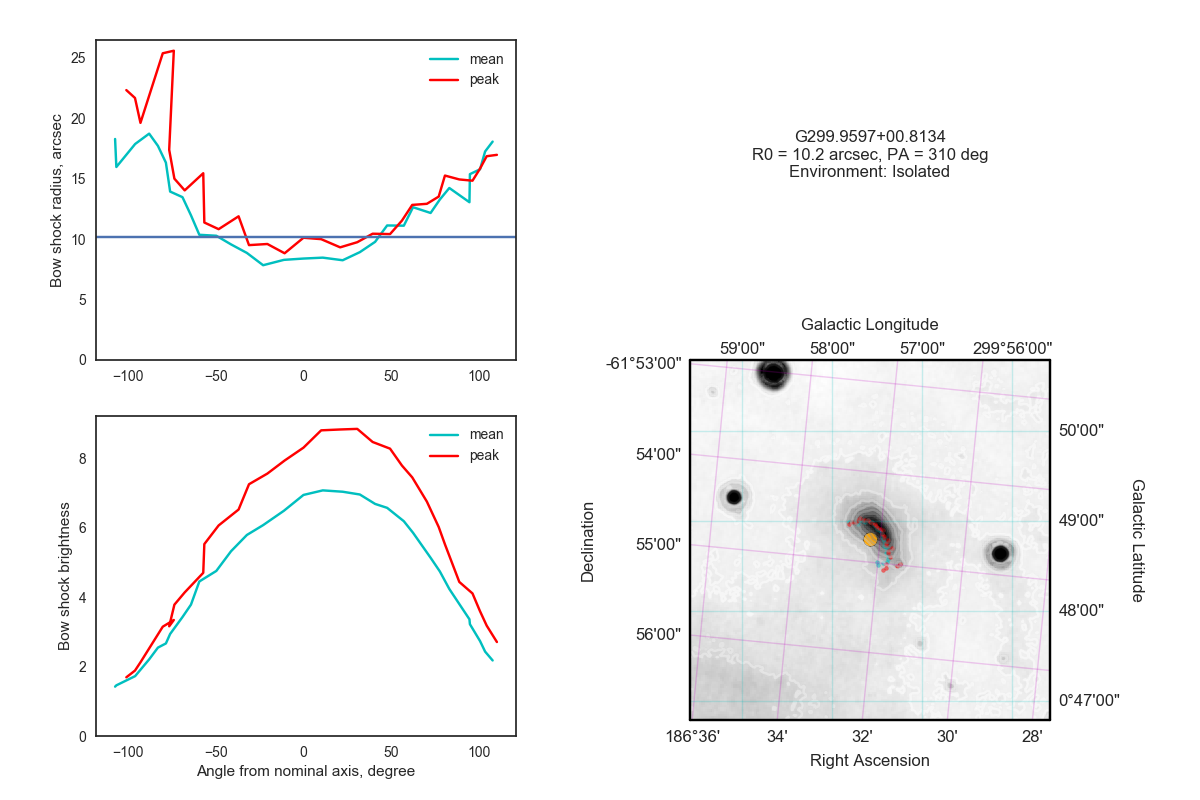 25
20
15
10
5
0
−100
−50
0
50
100
Bow shock radius, arcsec
mean
peak
G299.9597+00.8134
R0 = 10.2 arcsec, PA = 310 deg
Environment: Isolated
8
6
4
2
0
−100
−50
0
50
100
Bow shock brightness
Angle from nominal axis, degree
mean
peak
Galactic Longitude
59'00"
58'00"
57'00"
299°56'00"
-61°53'00"
54'00"
55'00"
56'00"
Declination
50'00"
49'00"
48'00"
0°47'00"
Galactic Latitude
186°36'
34'
32'
30'
28'
Right Ascension